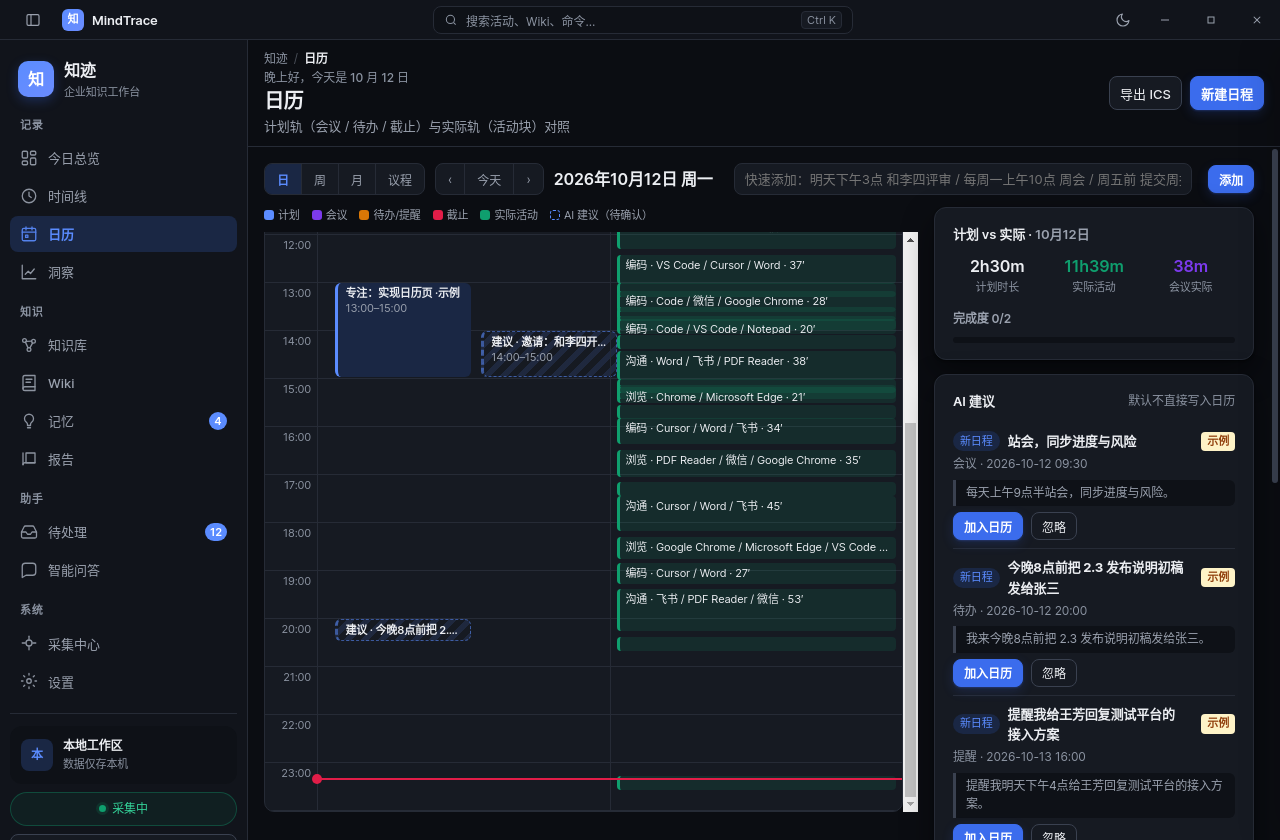 知 MindTrace
搜索活动、Wiki、命令... Ctrl K
知 知迹
企业知识工作台
记录
今日总览
时间线
日历
洞察
知识
知识库
Wiki
记忆 4
报告
助手
待处理 12
智能问答
系统
采集中心
设置
本 本地工作区
数据仅存本机
采集中
知迹 / 日历
晚上好，今天是 10 月 12 日
日历
计划轨（会议 / 待办 / 截止）与实际轨（活动块）对照
导出 ICS 新建日程
日 周 月 议程 ‹ 今天 › 2026年10月12日 周一
快速添加：明天下午3点 和李四评审 / 每周一上午10点 周会 / 周五前 提交周: 添加
计划 会议 待办/提醒 截止 实际活动 AI 建议（待确认）
12:00
13:00
14:00
15:00
16:00
17:00
18:00
19:00
20:00
21:00
22:00
23:00
专注：实现日历页 ·示例
13:00–15:00
建议 · 邀请：和李四开...
14:00–15:00
建议 · 今晚8点前把 2....
编码 · VS Code / Cursor / Word · 37′
编码 · Code / 微信 / Google Chrome · 28′
编码 · Code / VS Code / Notepad · 20′
沟通 · Word / 飞书 / PDF Reader · 38′
浏览 · Chrome / Microsoft Edge · 21′
编码 · Cursor / Word / 飞书 · 34′
浏览 · PDF Reader / 微信 / Google Chrome · 35′
沟通 · Cursor / Word / 飞书 · 45′
浏览 · Google Chrome / Microsoft Edge / VS Code ...
编码 · Cursor / Word · 27′
沟通 · 飞书 / PDF Reader / 微信 · 53′
计划 vs 实际 · 10月12日
2h30m 11h39m 38m
计划时长 实际活动 会议实际
完成度 0/2
AI 建议 默认不直接写入日历
新日程 站会，同步进度与风险 示例
会议 · 2026-10-12 09:30
每天上午9点半站会，同步进度与风险。
加入日历 忽略
新日程 今晚8点前把 2.3 发布说明初稿 示例
发给张三
待办 · 2026-10-12 20:00
我来今晚8点前把 2.3 发布说明初稿发给张三。
加入日历 忽略
新日程 提醒我给王芳回复测试平台的 示例
接入方案
提醒 · 2026-10-13 16:00
提醒我明天下午4点给王芳回复测试平台的接入方
案。
加入日历 忽略